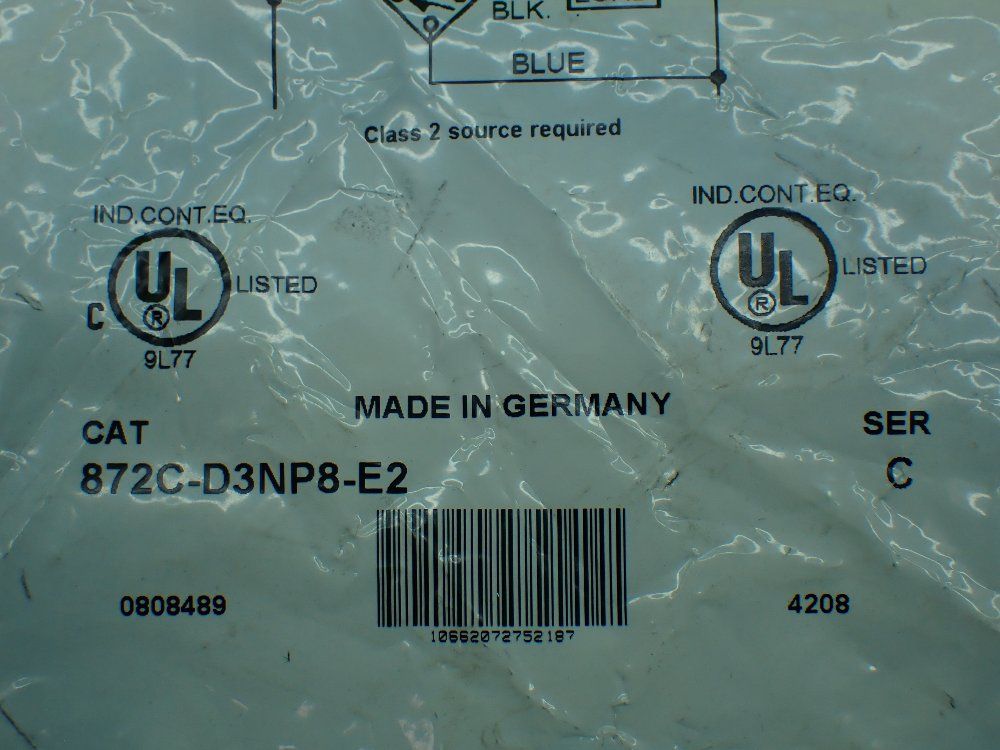 BLK.
BLUE
Class 2 source required
IND.CONT.EQ.
C UL ® LISTED
9L77
IND.CONT.EQ.
UL ® LISTED
9L77
MADE IN GERMANY
CAT
872C-D3NP8-E2
SER
C
0808489
10662072752187
4208